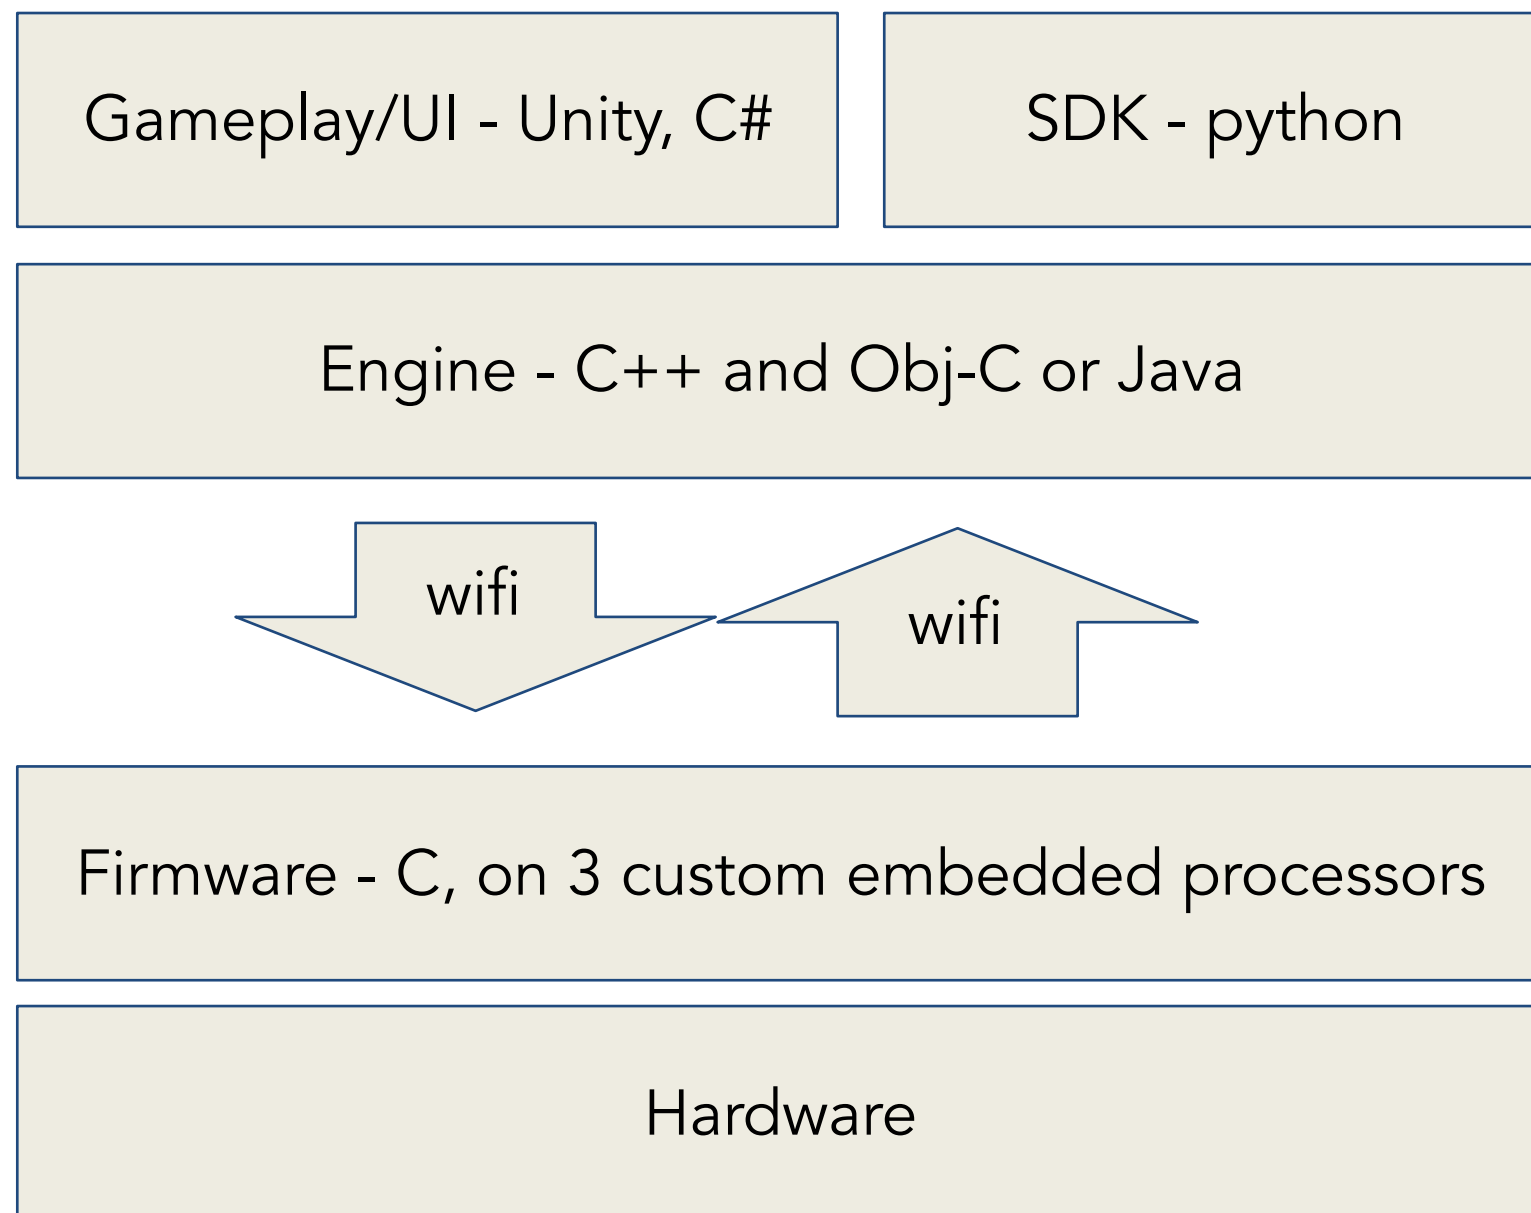 Gameplay/UI - Unity, C#
SDK - python
Engine - C++ and Obj-C or Java
wifi
wifi
Firmware - C, on 3 custom embedded processors
Hardware